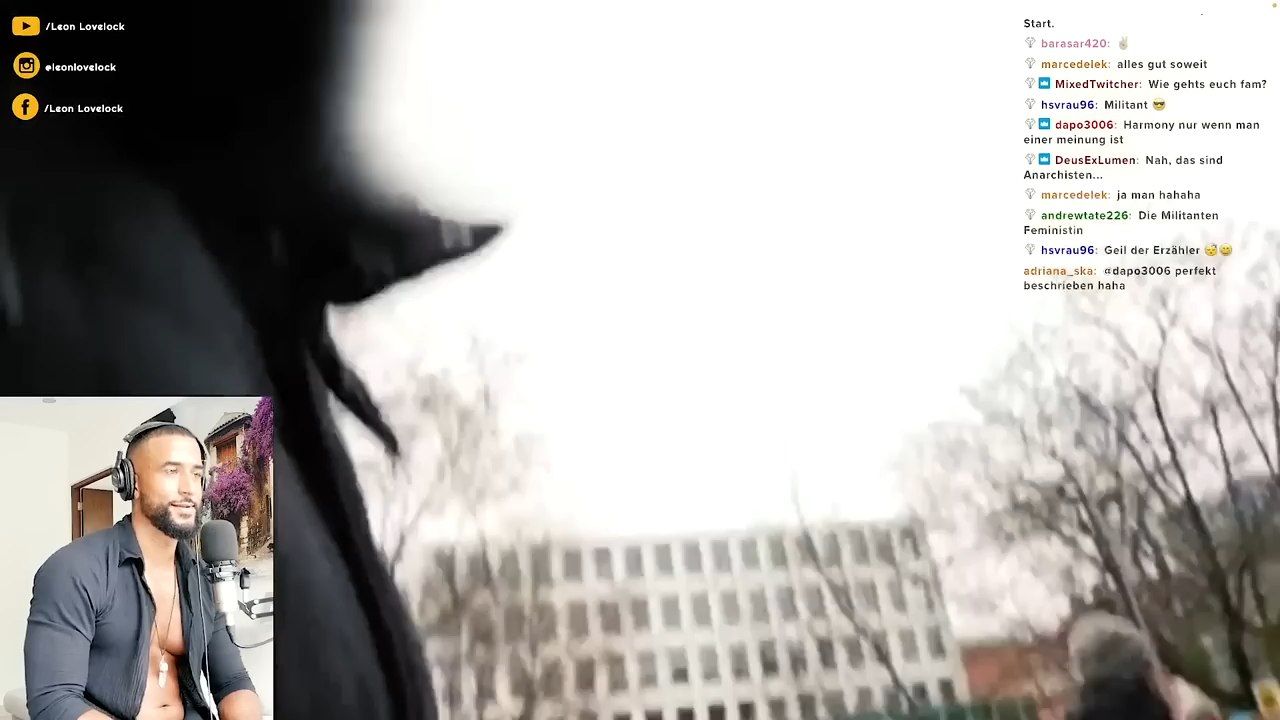 /Leon Lovelock
@leonlovelock
/Leon Lovelock
Start.
barasar420: ✌🏼
marcedelek: alles gut soweit
MixedTwitcher: Wie gehts euch fam?
hsvrau96: Militant 😎
dapo3006: Harmony nur wenn man
einer meinung ist
DeusExLumen: Nah, das sind
Anarchisten...
marcedelek: ja man hahaha
andrewtate226: Die Militanten
Feministin
hsvrau96: Geil der Erzähler 😴😄
adriana_ska: @dapo3006 perfekt
beschrieben haha